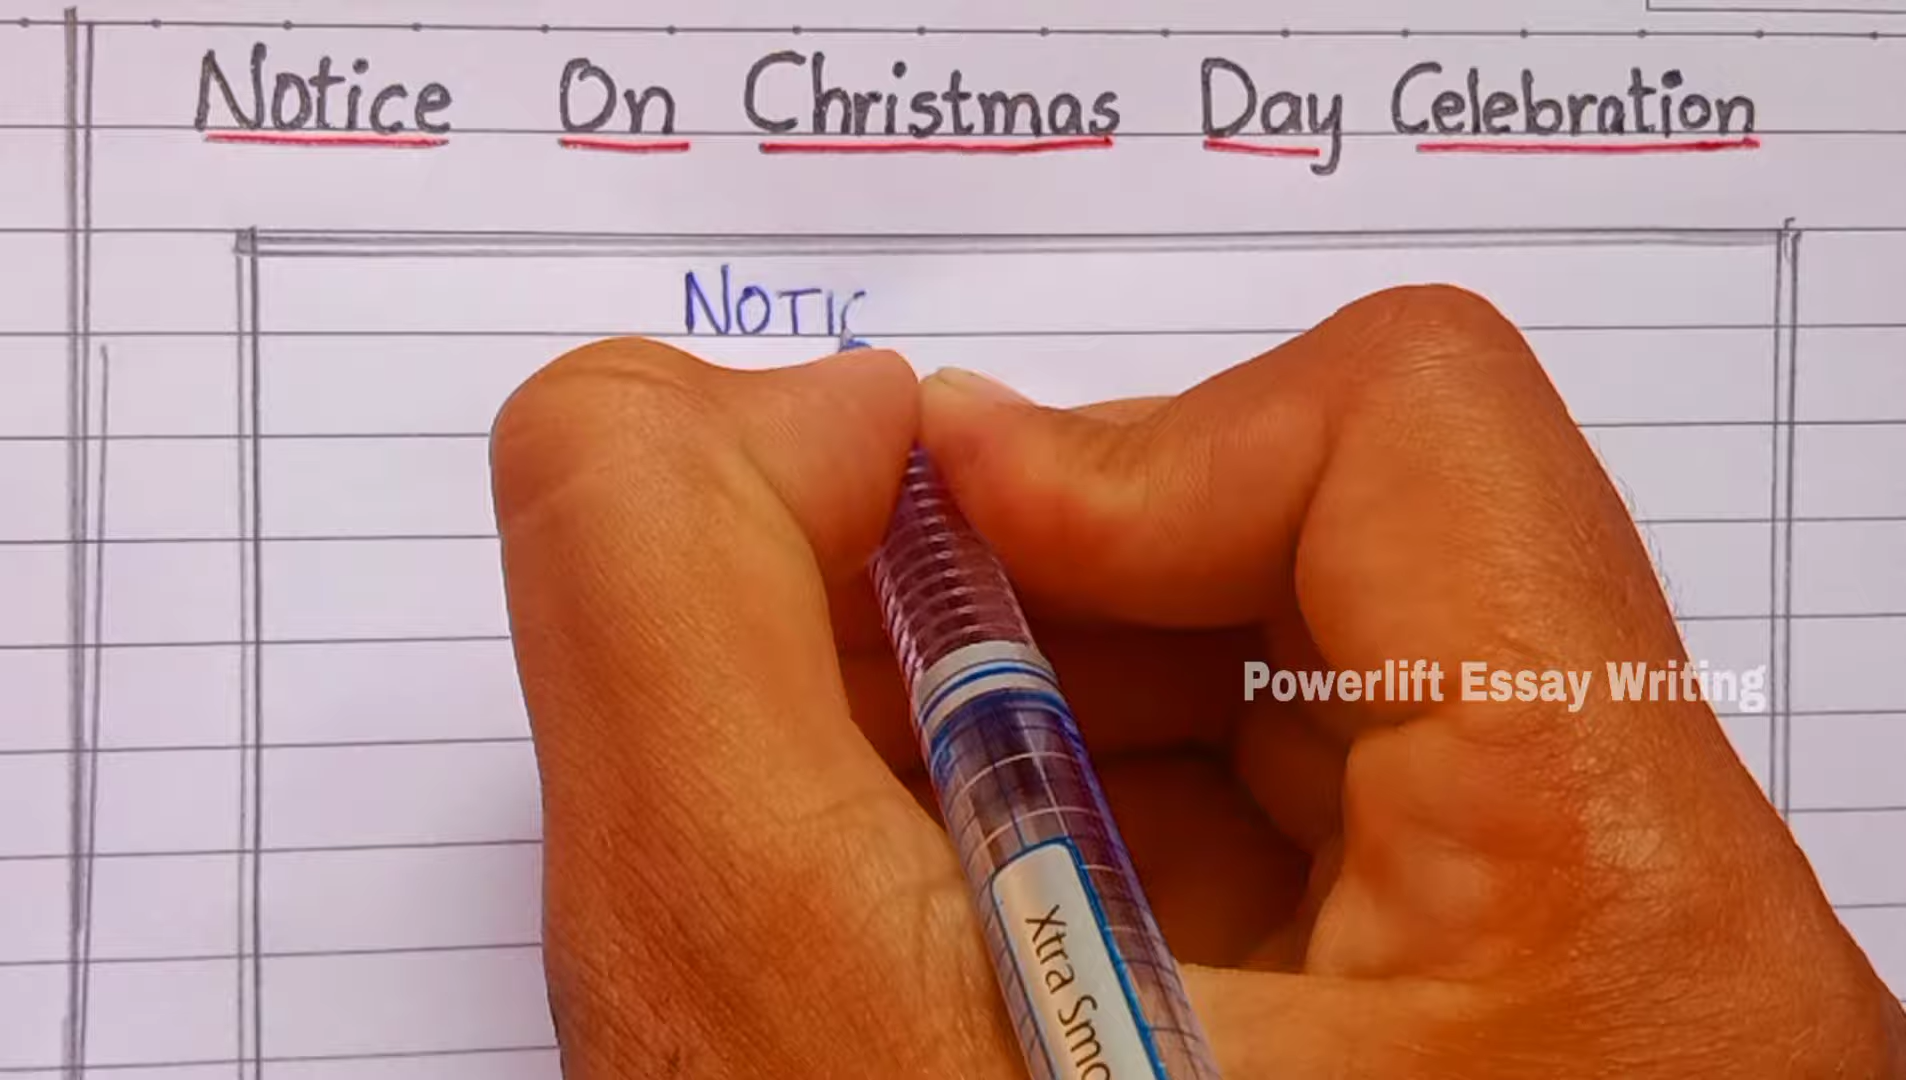 Notice On Christmas Day Celebration
NOTIC
Powerlift Essay Writing
Xtra Smo